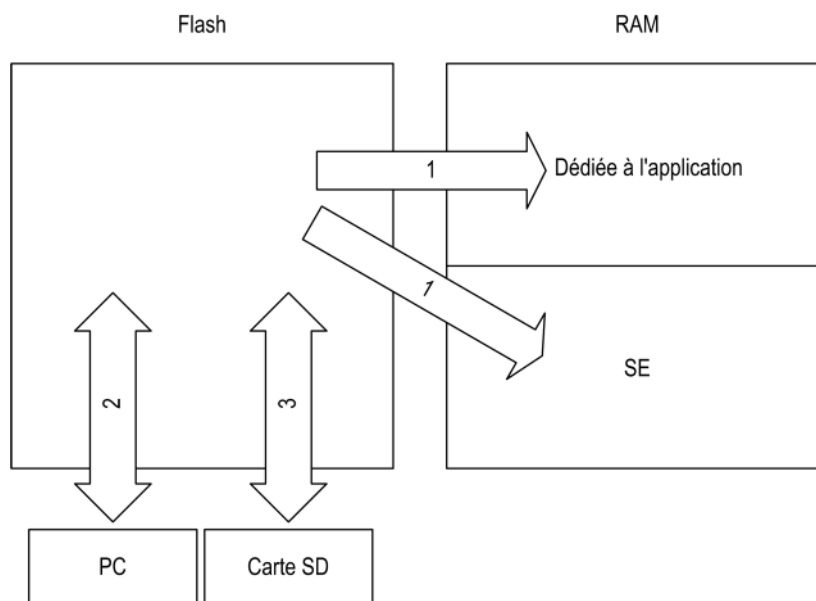 Flash
RAM
1
Dédiée à l'application
1
SE
2
3
PC
Carte SD